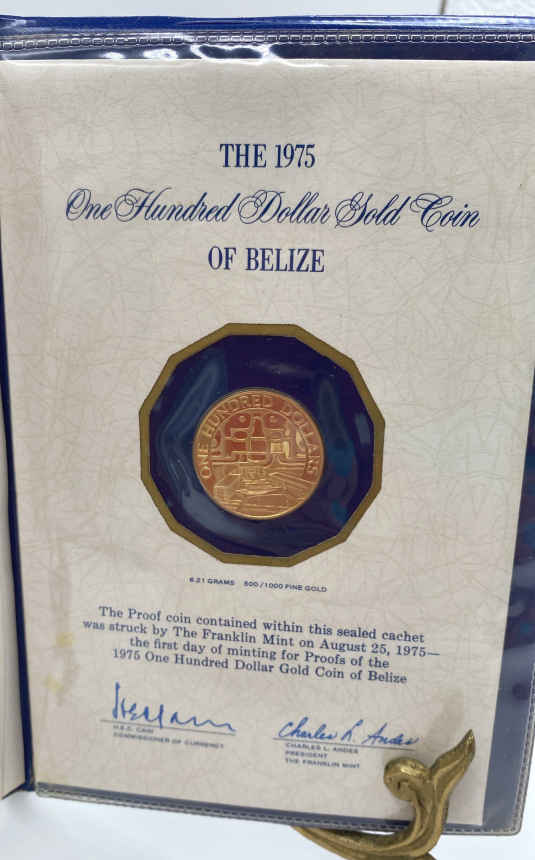 THE 1975
One Hundred Dollar Gold Coin
OF BELIZE
ONE HUNDRED DOLLARS
6.21 GRAMS 500/1000 FINE GOLD
The Proof coin contained within this sealed cachet
was struck by The Franklin Mint on August 25, 1975—
the first day of minting for Proofs of the
1975 One Hundred Dollar Gold Coin of Belize
Charles L. Andes
H.E.C. CAIN
COMMISSIONER OF CURRENCY
CHARLES L. ANDES
PRESIDENT
THE FRANKLIN MINT